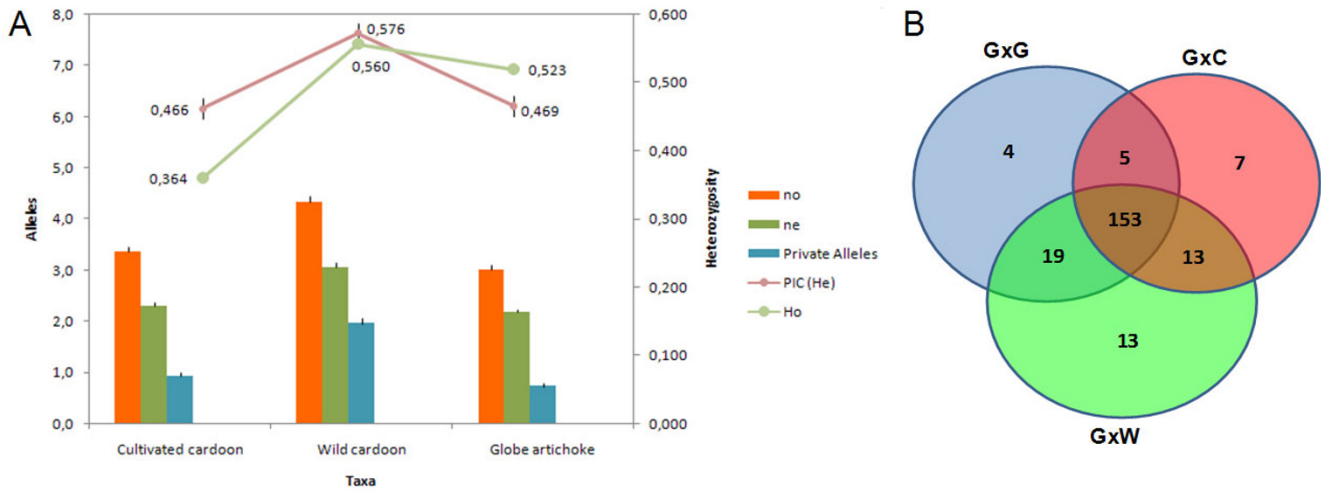 A
8,0
7,0
6,0
5,0
4,0
3,0
2,0
1,0
0,0
Alleles
0,466
0,364
0,576
0,560
0,523
0,469
0,600
0,500
0,400
0,300
0,200
0,100
0,000
Heterozygosity
Cultivated cardoon
Wild cardoon
Globe artichoke
Taxa
no
ne
Private Alleles
PIC (He)
Ho
B
GxG
GxC
4
5
7
153
19
13
13
GxW